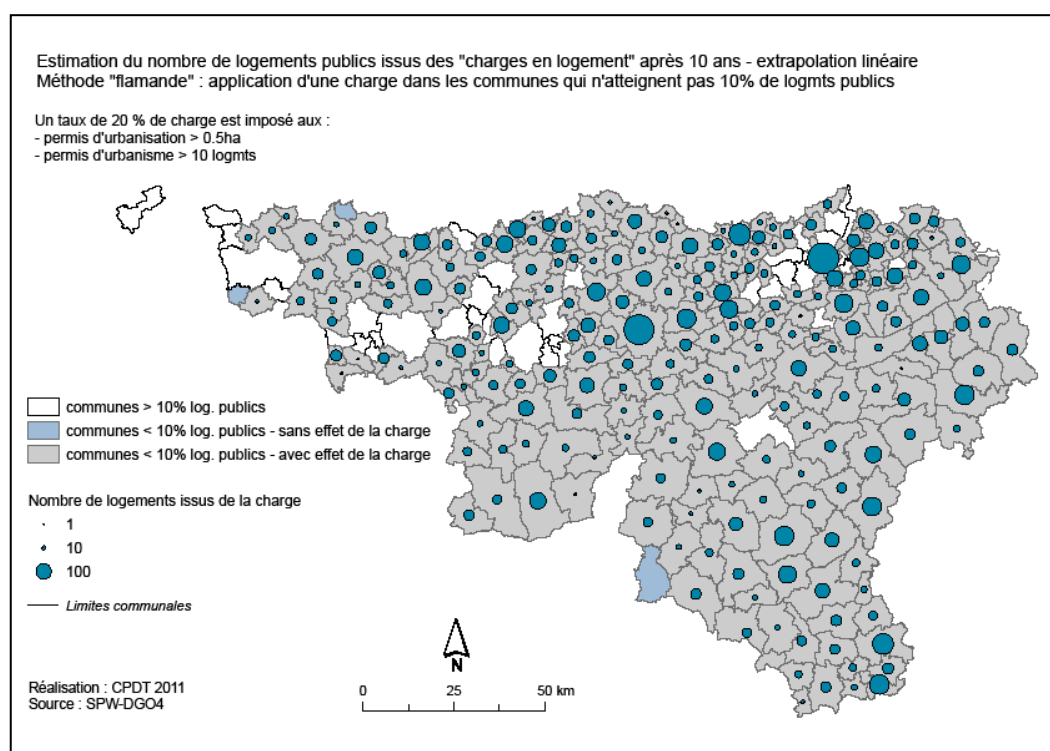 Estimation du nombre de logements publics issus des "charges en logement" après 10 ans - extrapolation linéaire
Méthode "flamande" : application d'une charge dans les communes qui n'atteignent pas 10% de logmts publics
Un taux de 20 % de charge est imposé aux :
- permis d'urbanisation > 0.5ha
- permis d'urbanisme > 10 logmts
communes > 10% log. publics
communes < 10% log. publics - sans effet de la charge
communes < 10% log. publics - avec effet de la charge
Nombre de logements issus de la charge
1
10
100
Limites communales
N
Réalisation : CPDT 2011
Source : SPW-DGO4
0 25 50 km